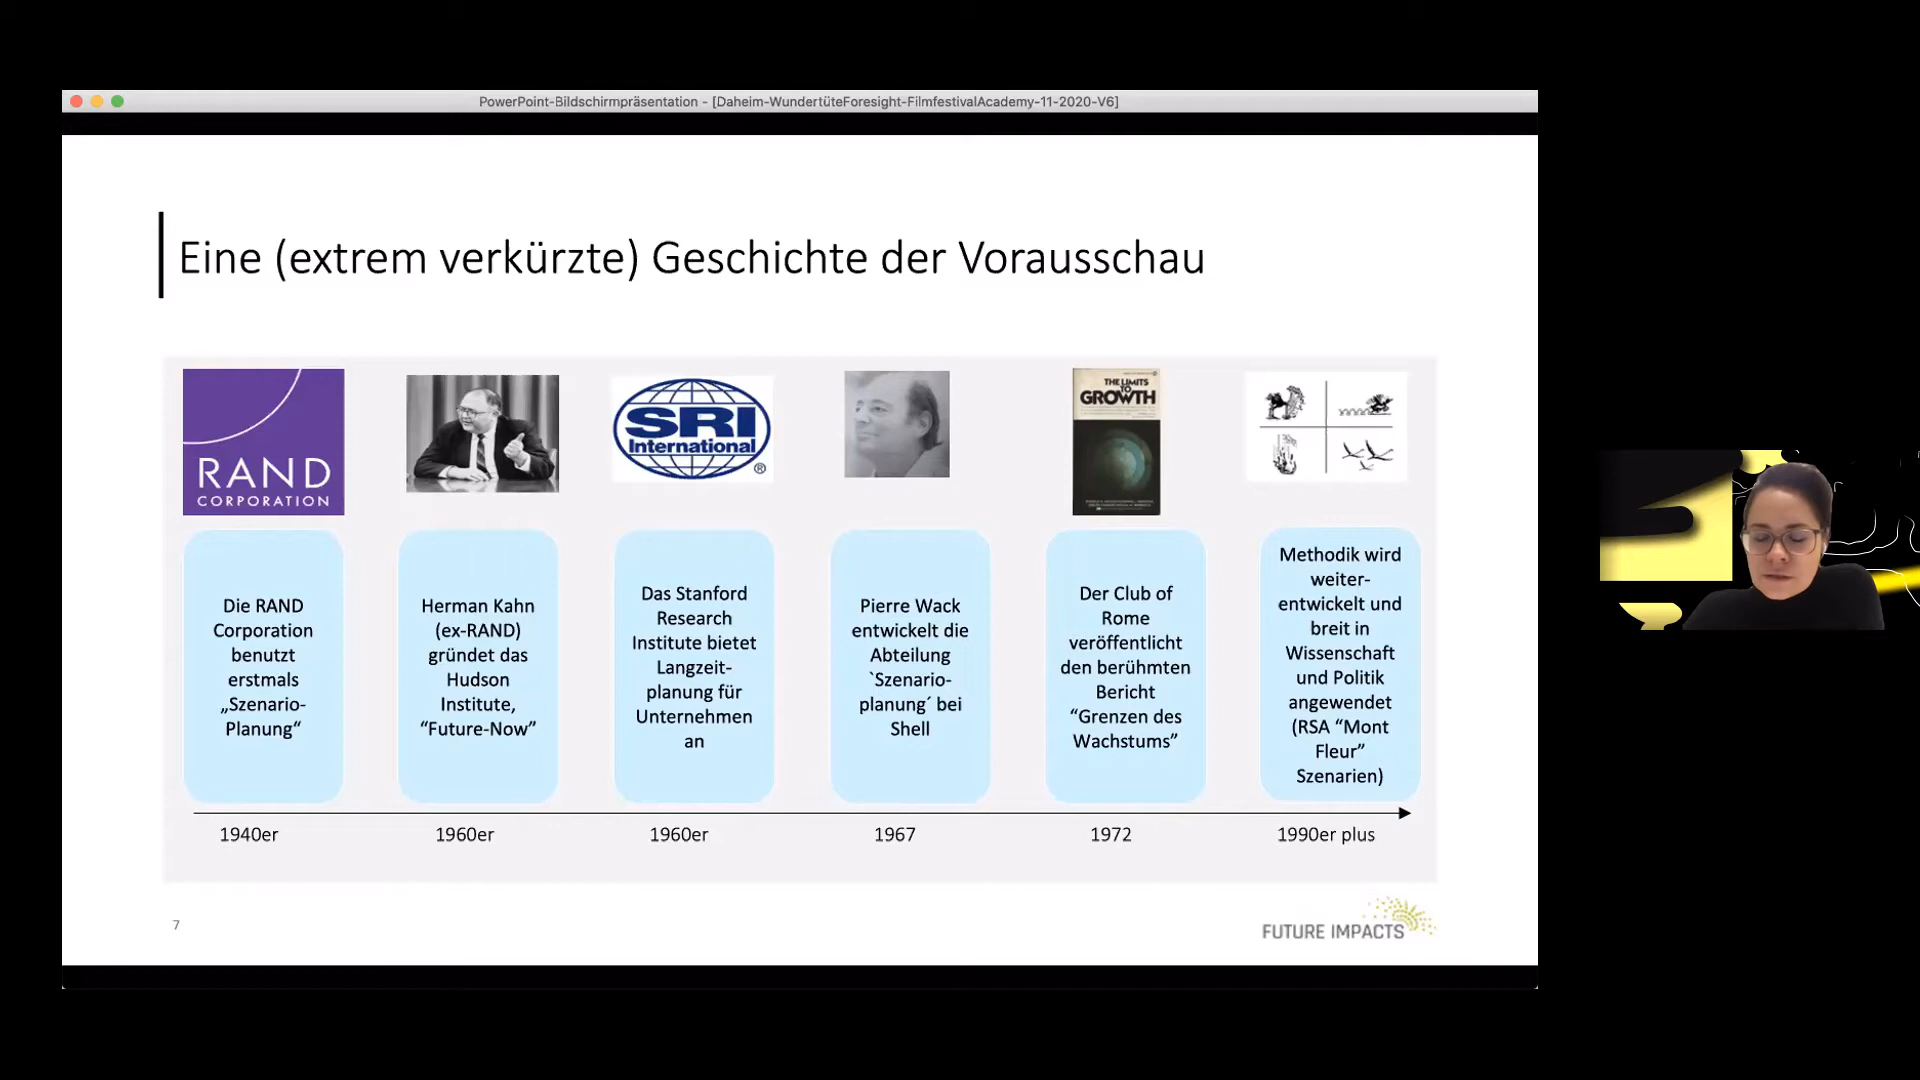 PowerPoint-Bildschirmpräsentation - [Daheim-WundertüteForesight-FilmfestivalAcademy-11-2020-V6]
Eine (extrem verkürzte) Geschichte der Vorausschau
RAND
CORPORATION
SRI
International
®
THE LIMITS
TO
GROWTH
Die RAND
Corporation
benutzt
erstmals
„Szenario-
Planung“
Herman Kahn
(ex-RAND)
gründet das
Hudson
Institute,
“Future-Now”
Das Stanford
Research
Institute bietet
Langzeit-
planung für
Unternehmen
an
Pierre Wack
entwickelt die
Abteilung
`Szenario-
planung´ bei
Shell
Der Club of
Rome
veröffentlicht
den berühmten
Bericht
“Grenzen des
Wachstums”
Methodik wird
weiter-
entwickelt und
breit in
Wissenschaft
und Politik
angewendet
(RSA “Mont
Fleur”
Szenarien)
1940er
1960er
1960er
1967
1972
1990er plus
7
FUTURE IMPACTS